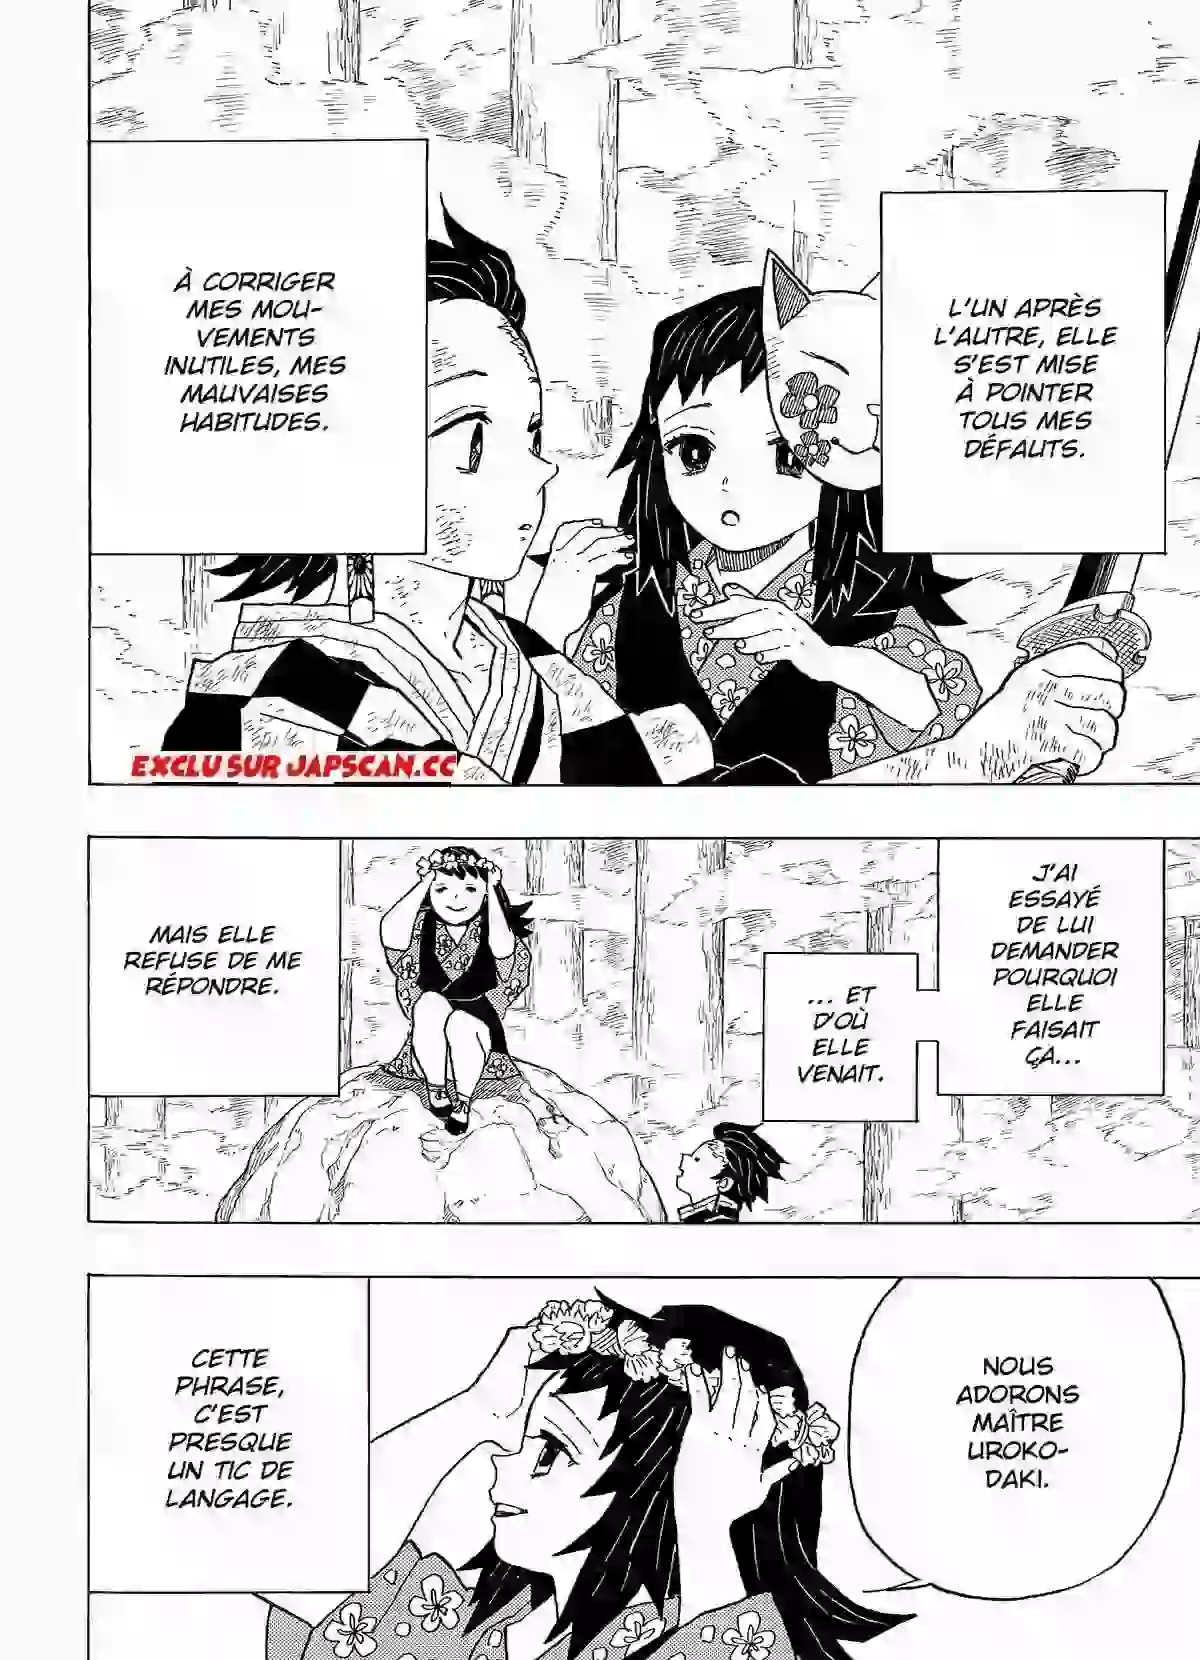 L'UN APRÈS
L'AUTRE, ELLE
S'EST MISE
À POINTER
TOUS MES
DÉFAUTS.
À CORRIGER
MES MOU-
VEMENTS
INUTILES, MES
MAUVAISES
HABITUDES.
EXCLU SUR JAPSCAN.CC
J'AI
ESSAYÉ
DE LUI
DEMANDER
POURQUOI
ELLE
FAISAIT
ÇA...
... ET
D'OÙ
ELLE
VENAIT.
MAIS ELLE
REFUSE DE ME
RÉPONDRE.
NOUS
ADORONS
MAÎTRE
UROKO-
DAKI.
CETTE
PHRASE,
C'EST
PRESQUE
UN TIC DE
LANGAGE.